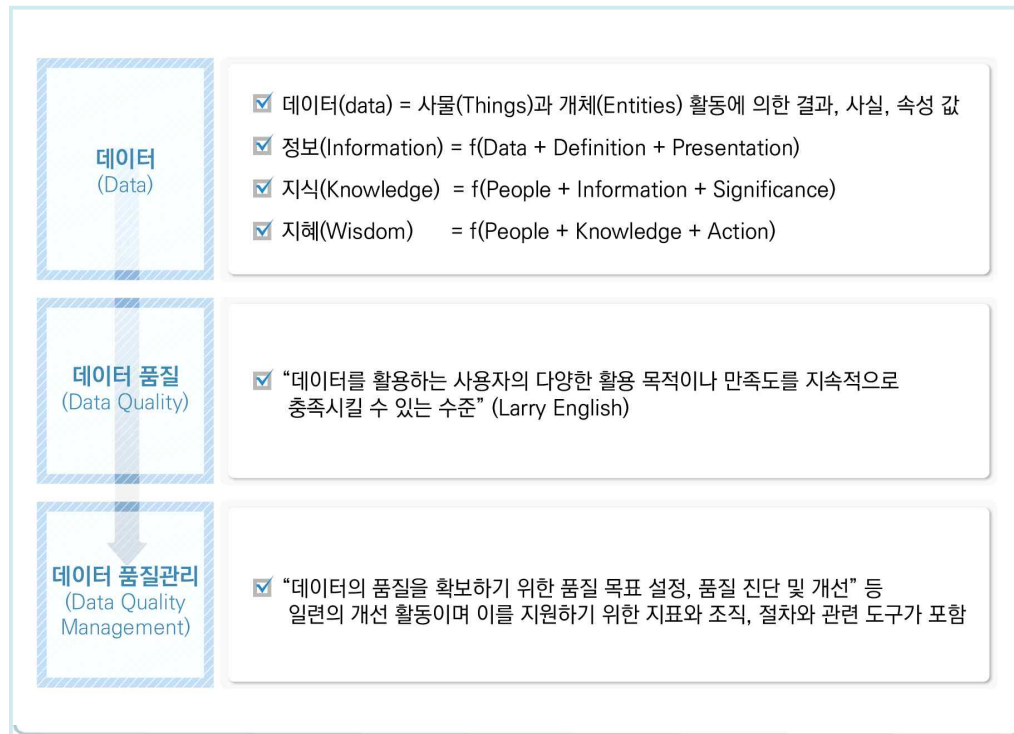 데이터
(Data)
데이터(data) = 사물(Things)과 개체(Entities) 활동에 의한 결과, 사실, 속성 값
정보(Information) = f(Data + Definition + Presentation)
지식(Knowledge) = f(People + Information + Significance)
지혜(Wisdom) = f(People + Knowledge + Action)
데이터 품질
(Data Quality)
“데이터를 활용하는 사용자의 다양한 활용 목적이나 만족도를 지속적으로
충족시킬 수 있는 수준” (Larry English)
데이터 품질관리
(Data Quality
Management)
“데이터의 품질을 확보하기 위한 품질 목표 설정, 품질 진단 및 개선” 등
일련의 개선 활동이며 이를 지원하기 위한 지표와 조직, 절차와 관련 도구가 포함